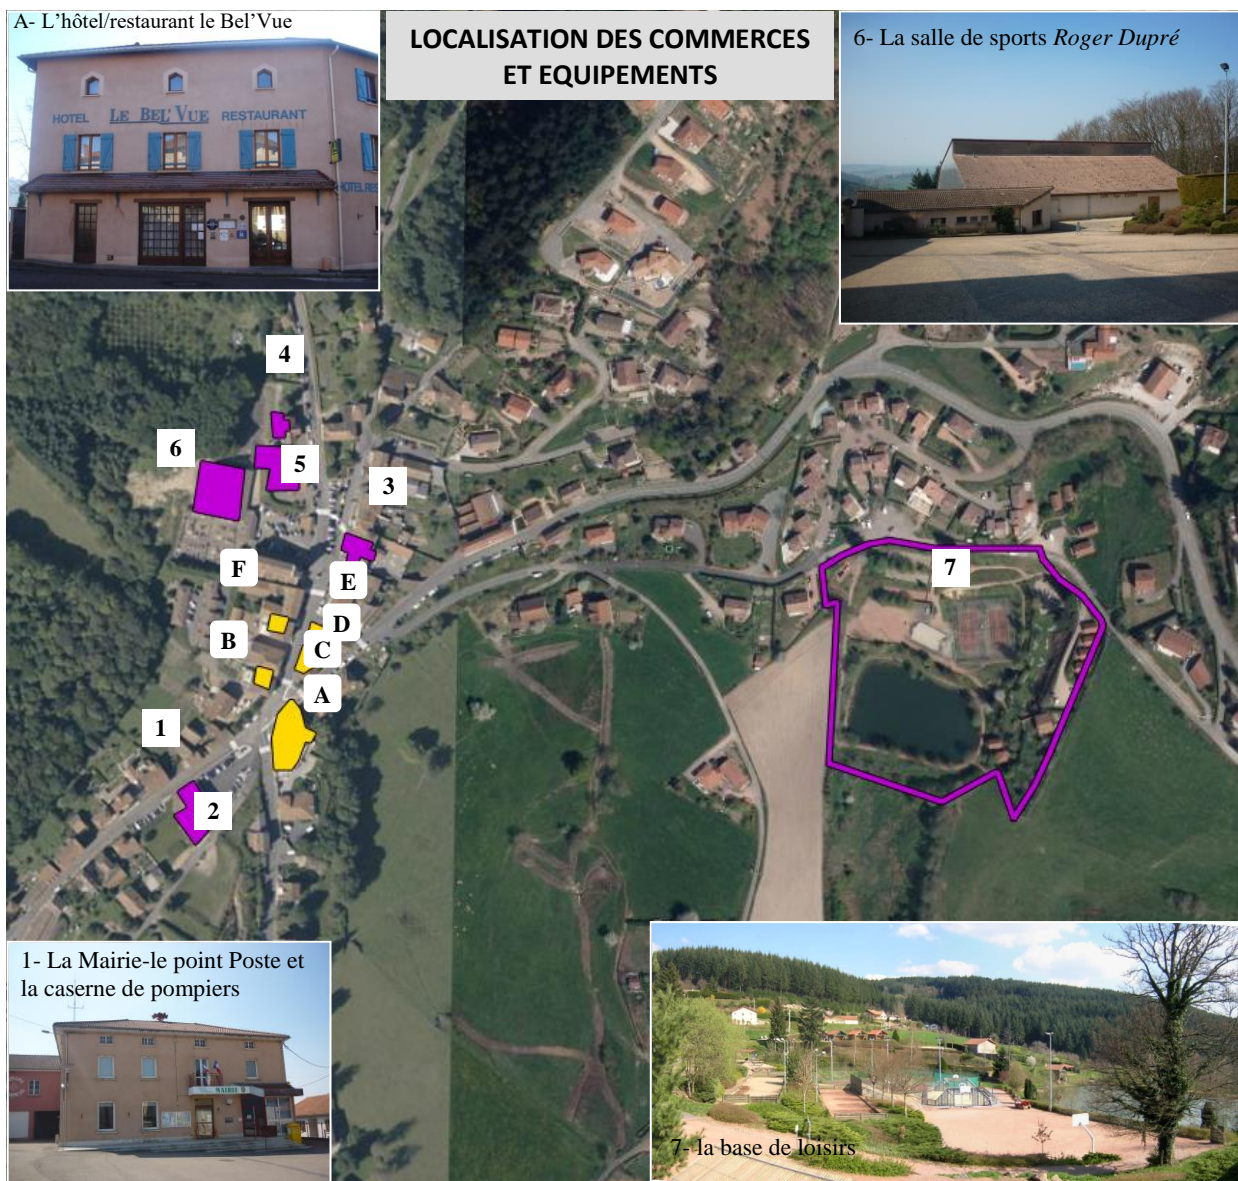 A- L'hôtel/restaurant le Bel'Vue
LOCALISATION DES COMMERCES
ET EQUIPEMENTS
6- La salle de sports Roger Dupré
HOTEL LE BEL'VUE RESTAURANT
4
6
5
3
F
E
D
B
C
A
1
2
7
1- La Mairie-le point Poste et
la caserne de pompiers
MAIRIE
7- la base de loisirs